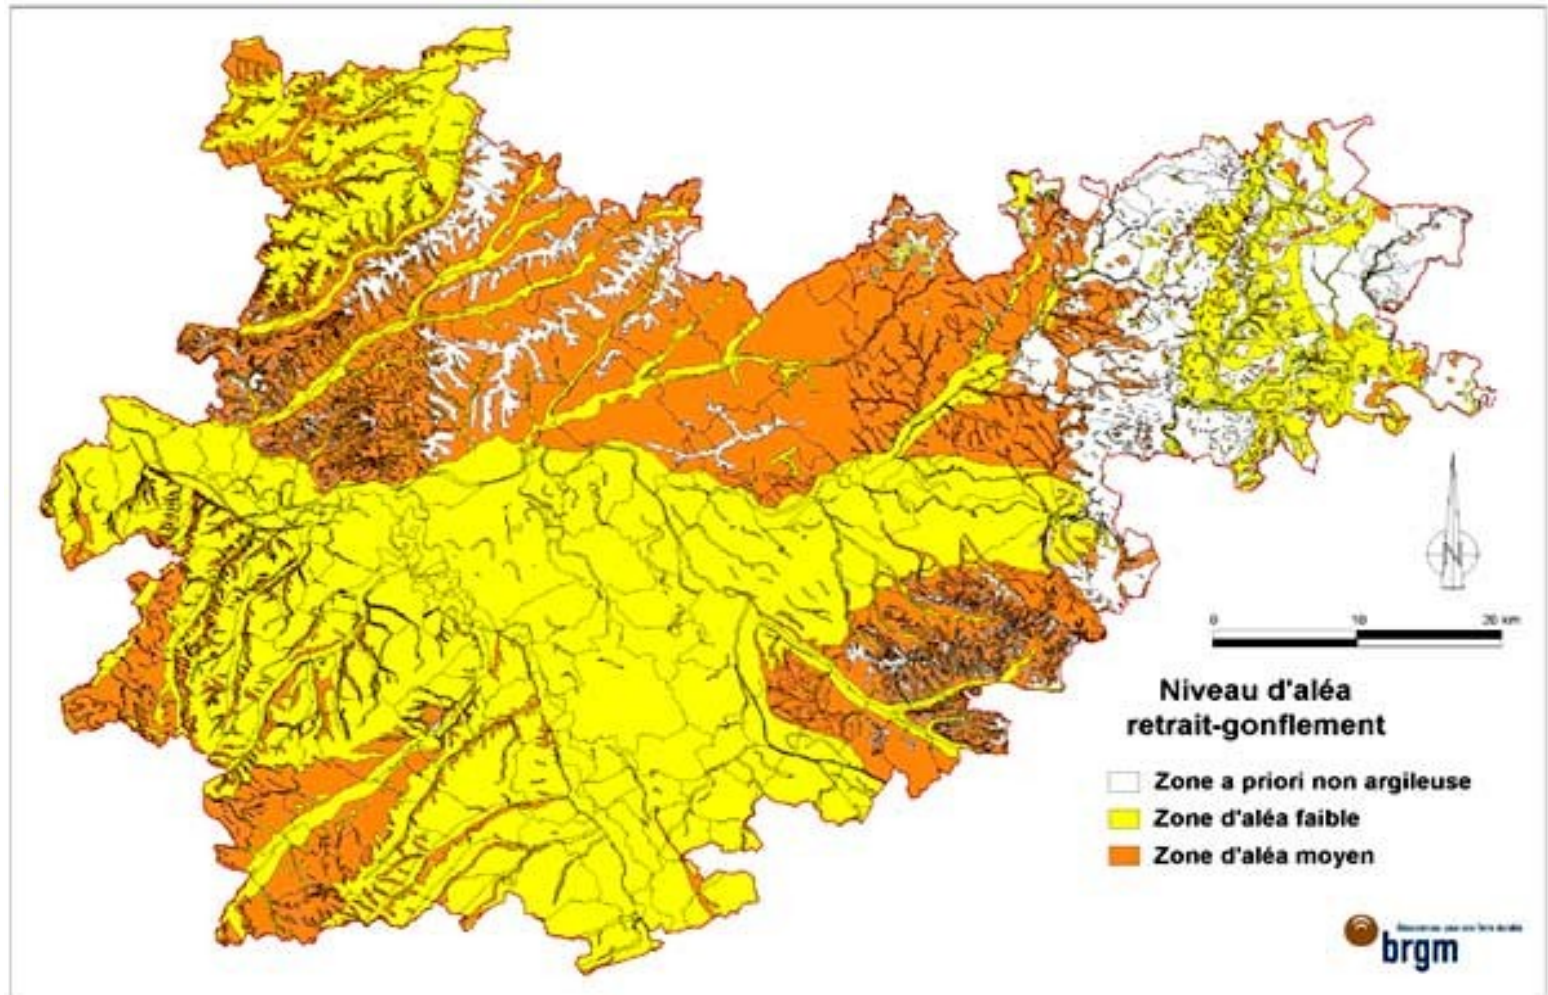 N
0 10 20 km
Niveau d'aléa
retrait-gonflement
Zone a priori non argileuse
Zone d'aléa faible
Zone d'aléa moyen
brgm